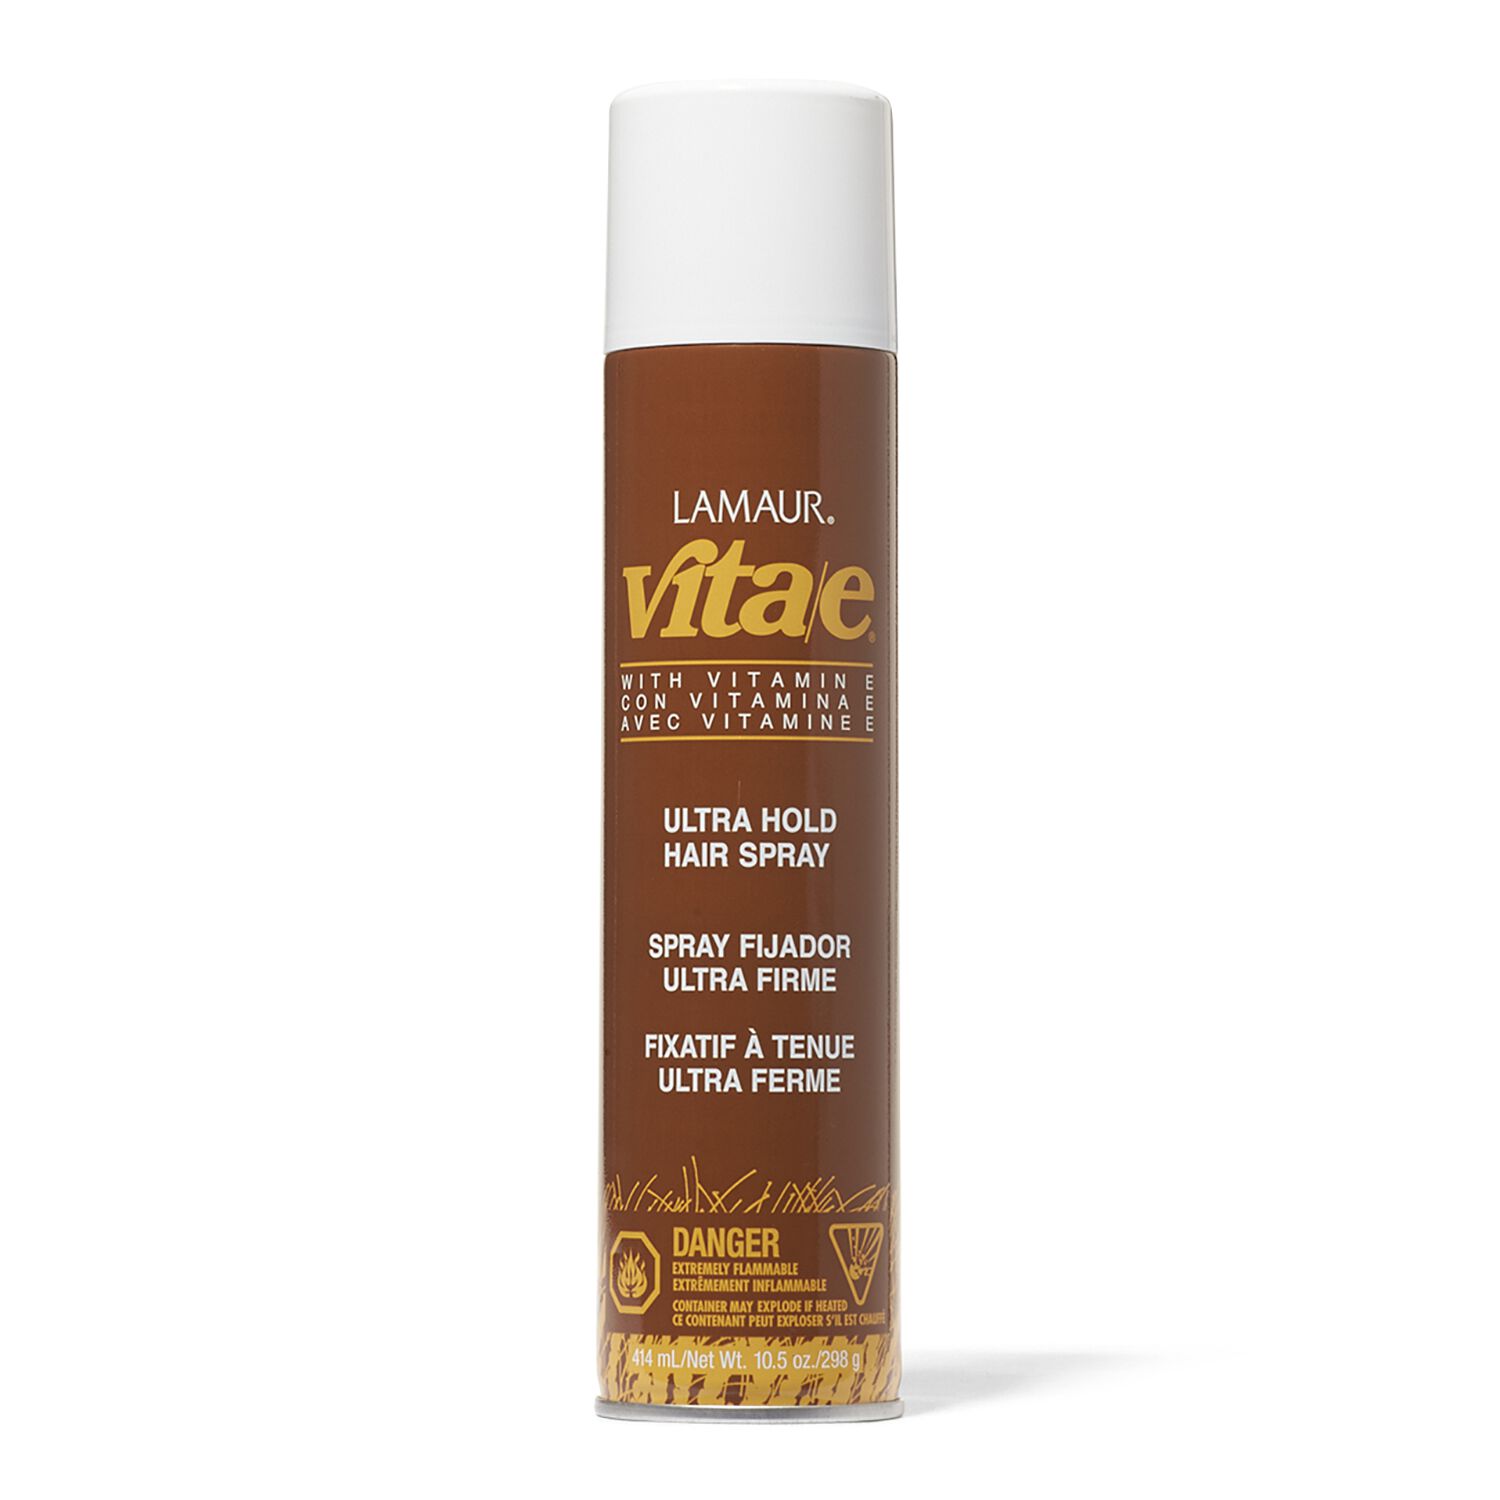 LAMAUR®
Vita/e®
WITH VITAMIN E
CON VITAMINA E
AVEC VITAMINE E
ULTRA HOLD
HAIR SPRAY
SPRAY FIJADOR
ULTRA FIRME
FIXATIF À TENUE
ULTRA FERME
DANGER
EXTREMELY FLAMMABLE
EXTRÊMEMENT INFLAMMABLE
CONTAINER MAY EXPLODE IF HEATED
CE CONTENANT PEUT EXPLOSER S'IL EST CHAUFFÉ
414 mL/Net Wt. 10.5 oz./298 g